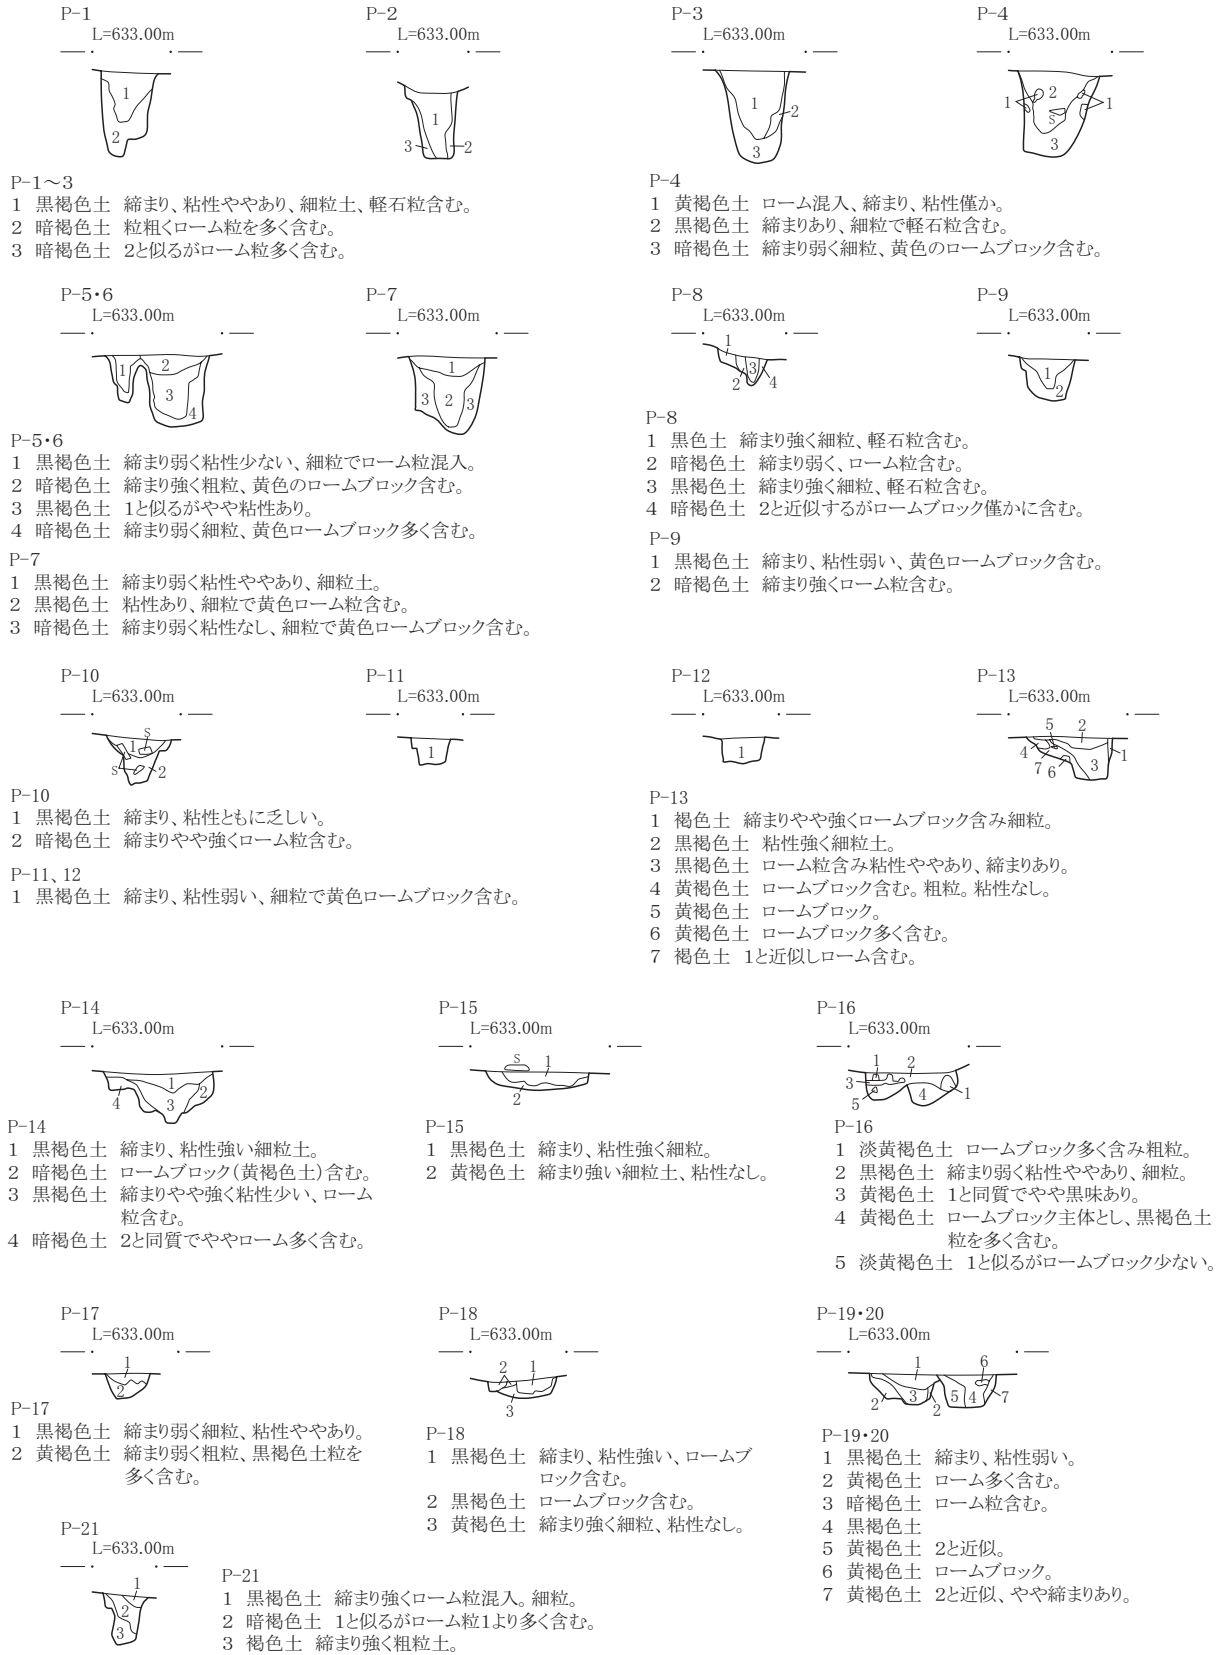 P-1
L=633.00m
1
2
P-2
L=633.00m
1
3
2
P-3
L=633.00m
1
2
3
P-4
L=633.00m
1
2
1
S
3
P-1～3
1 黒褐色土 締まり、粘性ややあり、細粒土、軽石粒含む。
2 暗褐色土 粒粗くローム粒を多く含む。
3 暗褐色土 2と似るがローム粒多く含む。
P-4
1 黄褐色土 ローム混入、締まり、粘性僅か。
2 黒褐色土 締まりあり、細粒で軽石粒含む。
3 暗褐色土 締まり弱く細粒、黄色のロームブロック含む。
P-5・6
L=633.00m
1
2
3
4
P-7
L=633.00m
1
3
2
3
P-8
L=633.00m
1
2
3
4
P-9
L=633.00m
1
2
P-5・6
1 黒褐色土 締まり弱く粘性少ない、細粒でローム粒混入。
2 暗褐色土 締まり強く粗粒、黄色のロームブロック含む。
3 黒褐色土 1と似るがやや粘性あり。
4 暗褐色土 締まり弱く細粒、黄色ロームブロック多く含む。
P-7
1 黒褐色土 締まり弱く粘性ややあり、細粒土。
2 黒褐色土 粘性あり、細粒で黄色ローム粒含む。
3 暗褐色土 締まり弱く粘性なし、細粒で黄色ロームブロック含む。
P-8
1 黒色土 締まり強く細粒、軽石粒含む。
2 暗褐色土 締まり弱く、ローム粒含む。
3 黒褐色土 締まり強く細粒、軽石粒含む。
4 暗褐色土 2と近似するがロームブロック僅かに含む。
P-9
1 黒褐色土 締まり、粘性弱い、黄色ロームブロック含む。
2 暗褐色土 締まり強くローム粒含む。
P-10
L=633.00m
S
1
S
2
P-11
L=633.00m
1
P-12
L=633.00m
1
P-13
L=633.00m
5
2
4
1
7
6
3
P-10
1 黒褐色土 締まり、粘性ともに乏しい。
2 暗褐色土 締まりやや強くローム粒含む。
P-11、12
1 黒褐色土 締まり、粘性弱い、細粒で黄色ロームブロック含む。
P-13
1 褐色土 締まりやや強くロームブロック含み細粒。
2 黒褐色土 粘性強く細粒土。
3 黒褐色土 ローム粒含み粘性ややあり、締まりあり。
4 黄褐色土 ロームブロック含む。粗粒。粘性なし。
5 黄褐色土 ロームブロック。
6 黄褐色土 ロームブロック多く含む。
7 褐色土 1と近似しローム含む。
P-14
L=633.00m
1
2
4
3
P-15
L=633.00m
S
1
2
P-16
L=633.00m
1
2
3
4
1
5
P-14
1 黒褐色土 締まり、粘性強い細粒土。
2 暗褐色土 ロームブロック（黄褐色土）含む。
3 黒褐色土 締まりやや強く粘性少い、ローム
粒含む。
4 暗褐色土 2と同質でややローム多く含む。
P-15
1 黒褐色土 締まり、粘性強く細粒。
2 黄褐色土 締まり強い細粒土、粘性なし。
P-16
1 淡黄褐色土 ロームブロック多く含み粗粒。
2 黒褐色土 締まり弱く粘性ややあり、細粒。
3 黄褐色土 1と同質でやや黒味あり。
4 黄褐色土 ロームブロック主体とし、黒褐色土
粒を多く含む。
5 淡黄褐色土 1と似るがロームブロック少ない。
P-17
L=633.00m
1
2
P-18
L=633.00m
2
1
3
P-19・20
L=633.00m
1
6
2
3
2
5
4
7
P-17
1 黒褐色土 締まり弱く細粒、粘性ややあり。
2 黄褐色土 締まり弱く粗粒、黒褐色土粒を
多く含む。
P-18
1 黒褐色土 締まり、粘性強い、ロームブ
ロック含む。
2 黒褐色土 ロームブロック含む。
3 黄褐色土 締まり強く細粒、粘性なし。
P-19・20
1 黒褐色土 締まり、粘性弱い。
2 黄褐色土 ローム多く含む。
3 暗褐色土 ローム粒含む。
4 黒褐色土
5 黄褐色土 2と近似。
6 黄褐色土 ロームブロック。
7 黄褐色土 2と近似、やや締まりあり。
P-21
L=633.00m
1
2
3
P-21
1 黒褐色土 締まり強くローム粒混入。細粒。
2 暗褐色土 1と似るがローム粒1より多く含む。
3 褐色土 締まり強く粗粒土。